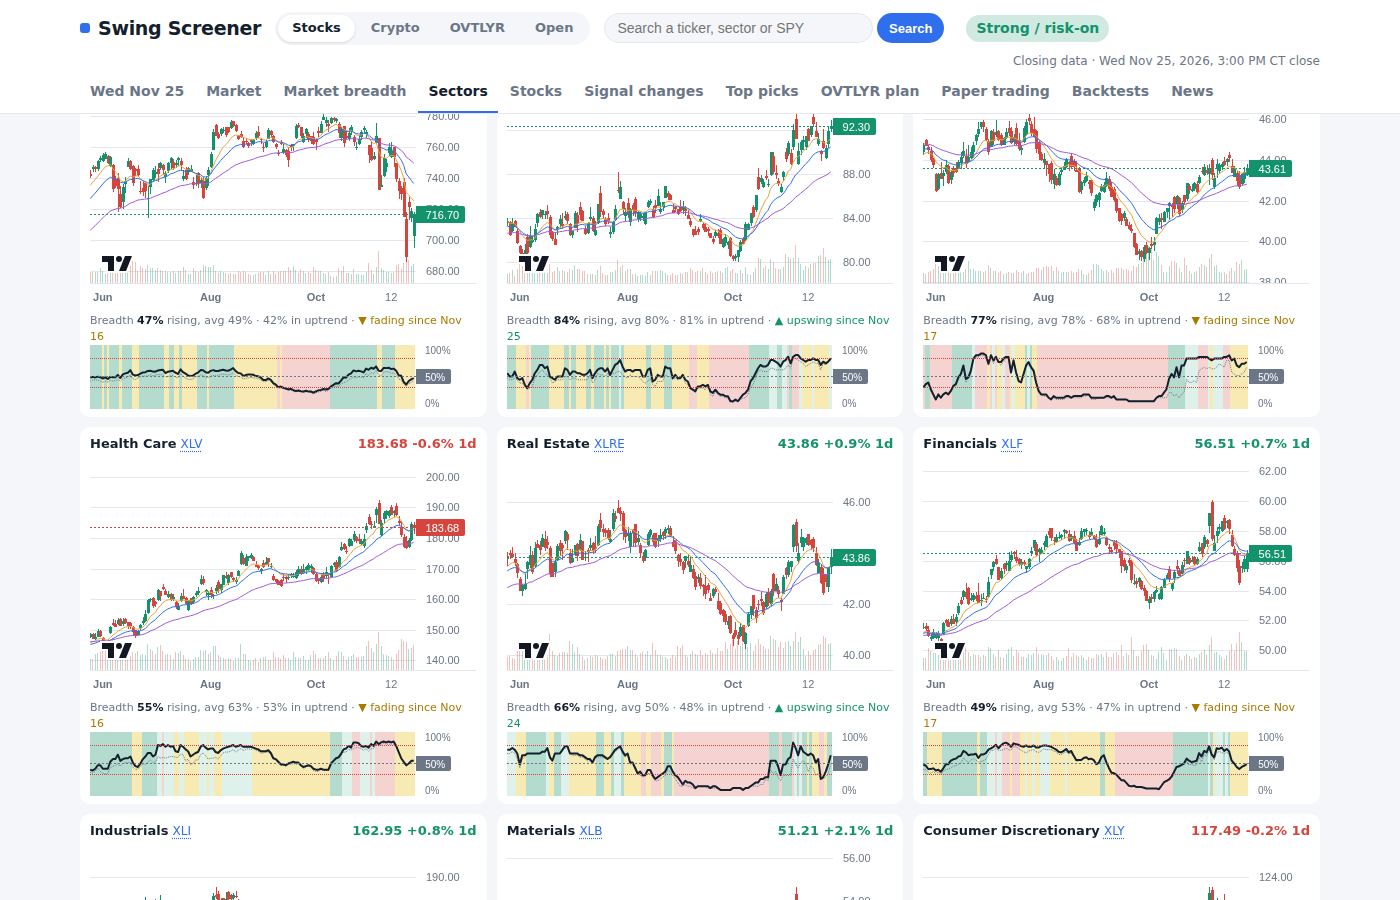 Swing Screener
Stocks Crypto OVTLYR Open
Search a ticker, sector or SPY
Search
Strong / risk-on
Closing data · Wed Nov 25, 2026, 3:00 PM CT close
Wed Nov 25 Market Market breadth Sectors Stocks Signal changes Top picks OVTLYR plan Paper trading Backtests News
780.00
760.00
740.00
716.70
700.00
680.00
Jun Aug Oct 12
Breadth 47% rising, avg 49% · 42% in uptrend · ▼ fading since Nov
16
100%
50%
0%
92.30
88.00
84.00
80.00
Jun Aug Oct 12
Breadth 84% rising, avg 80% · 81% in uptrend · ▲ upswing since Nov
25
100%
50%
0%
46.00
44.00
43.61
42.00
40.00
38.00
Jun Aug Oct 12
Breadth 77% rising, avg 78% · 68% in uptrend · ▼ fading since Nov
17
100%
50%
0%
Health Care XLV 183.68 -0.6% 1d
200.00
190.00
183.68
180.00
170.00
160.00
150.00
140.00
Jun Aug Oct 12
Breadth 55% rising, avg 63% · 53% in uptrend · ▼ fading since Nov
16
100%
50%
0%
Real Estate XLRE 43.86 +0.9% 1d
46.00
43.86
42.00
40.00
Jun Aug Oct 12
Breadth 66% rising, avg 50% · 48% in uptrend · ▲ upswing since Nov
24
100%
50%
0%
Financials XLF 56.51 +0.7% 1d
62.00
60.00
58.00
56.51
56.00
54.00
52.00
50.00
Jun Aug Oct 12
Breadth 49% rising, avg 53% · 47% in uptrend · ▼ fading since Nov
17
100%
50%
0%
Industrials XLI 162.95 +0.8% 1d
190.00
Materials XLB 51.21 +2.1% 1d
56.00
54.00
Consumer Discretionary XLY 117.49 -0.2% 1d
124.00